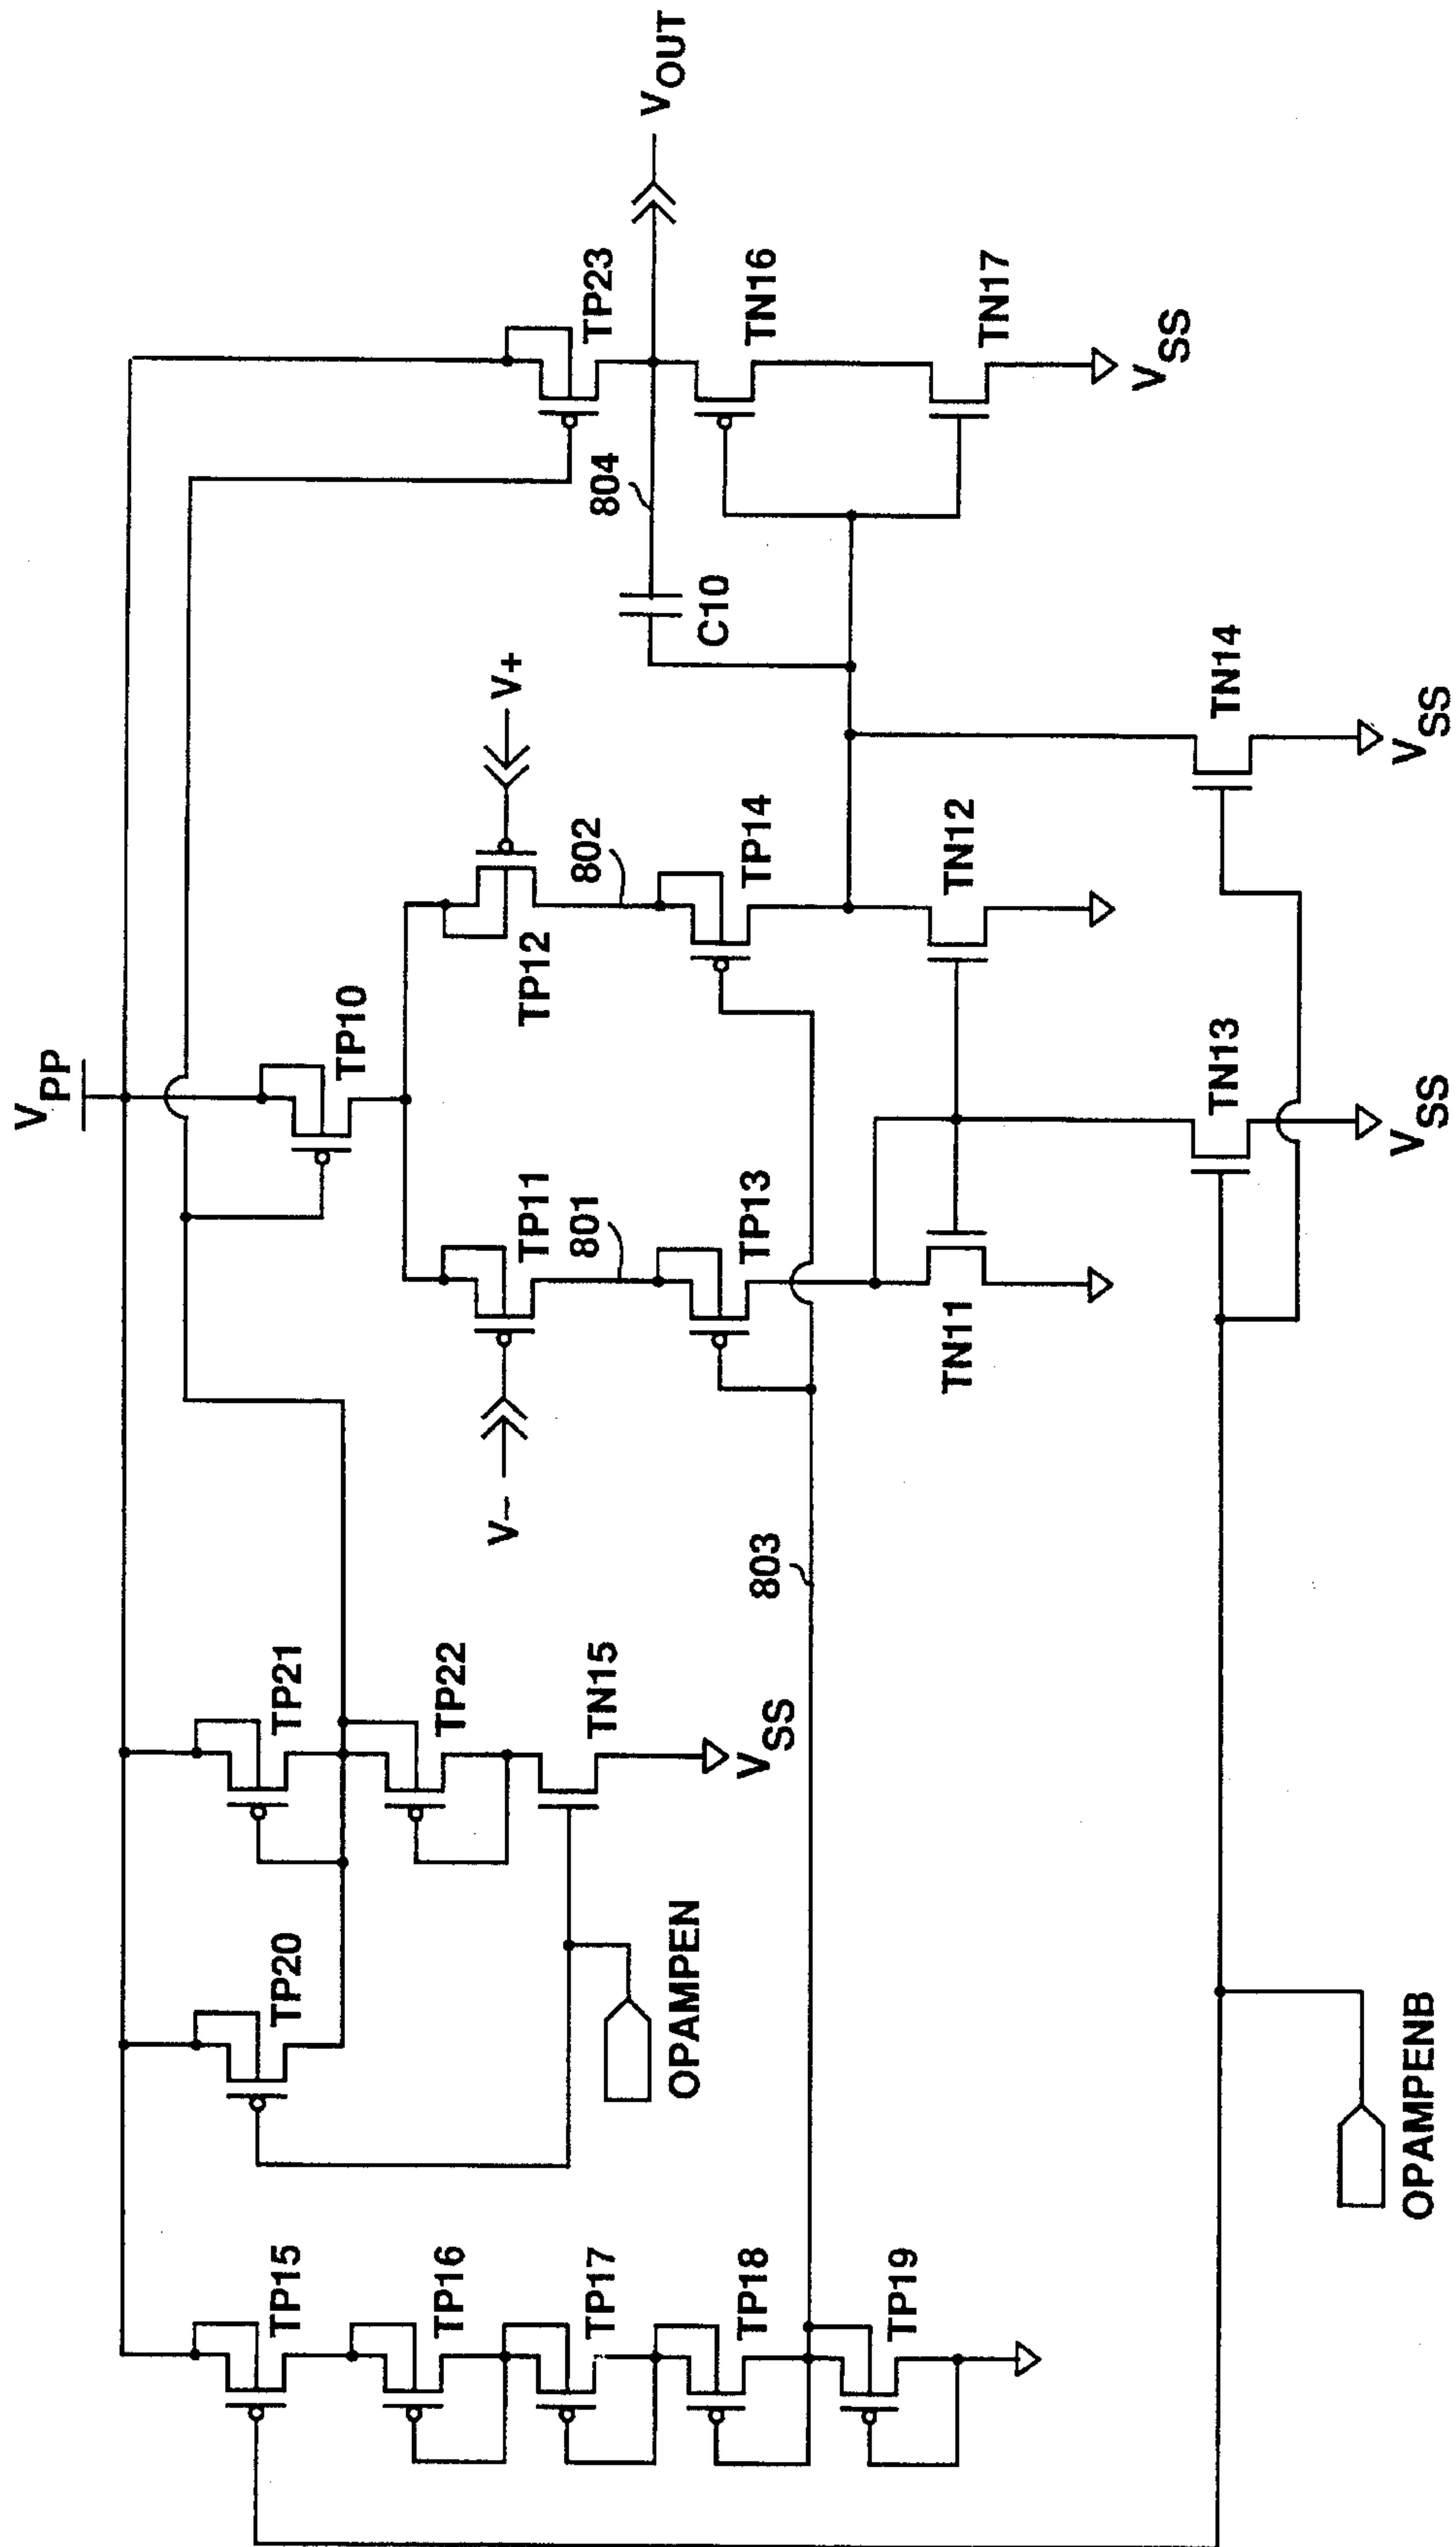 VPP
TP15
TP16
TP17
TP18
TP19
TP20
TP21
TP22
TN15
VSS
OPAMPEN
803
OPAMPENB
TP10
V–
TP11
801
TP13
TN11
TN13
VSS
V+
TP12
802
TP14
TN12
TN14
VSS
C10
804
TP23
VOUT
TN16
TN17
VSS